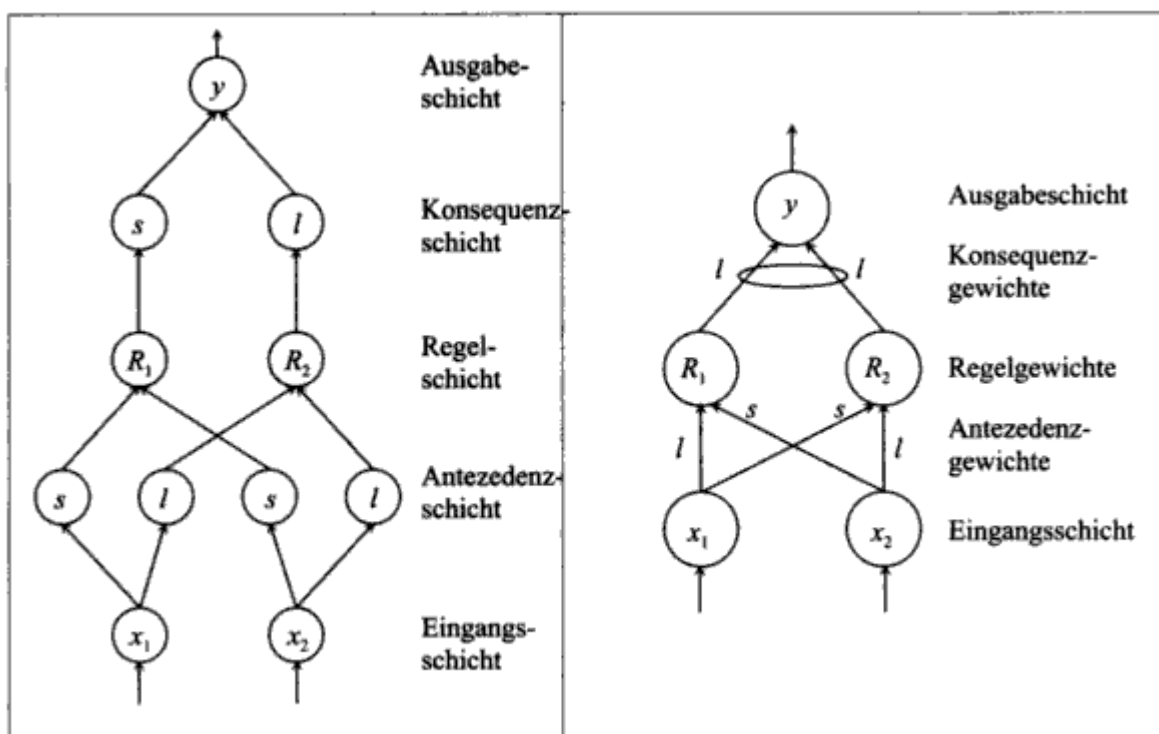 y
Ausgabe-
schicht
s
l
Konsequenz-
schicht
R₁
R₂
Regel-
schicht
s
l
s
l
Antezedenz-
schicht
x₁
x₂
Eingangs-
schicht
y
Ausgabeschicht
l
l
Konsequenz-
gewichte
R₁
R₂
Regelgewichte
s
s
l
l
Antezedenz-
gewichte
x₁
x₂
Eingangsschicht